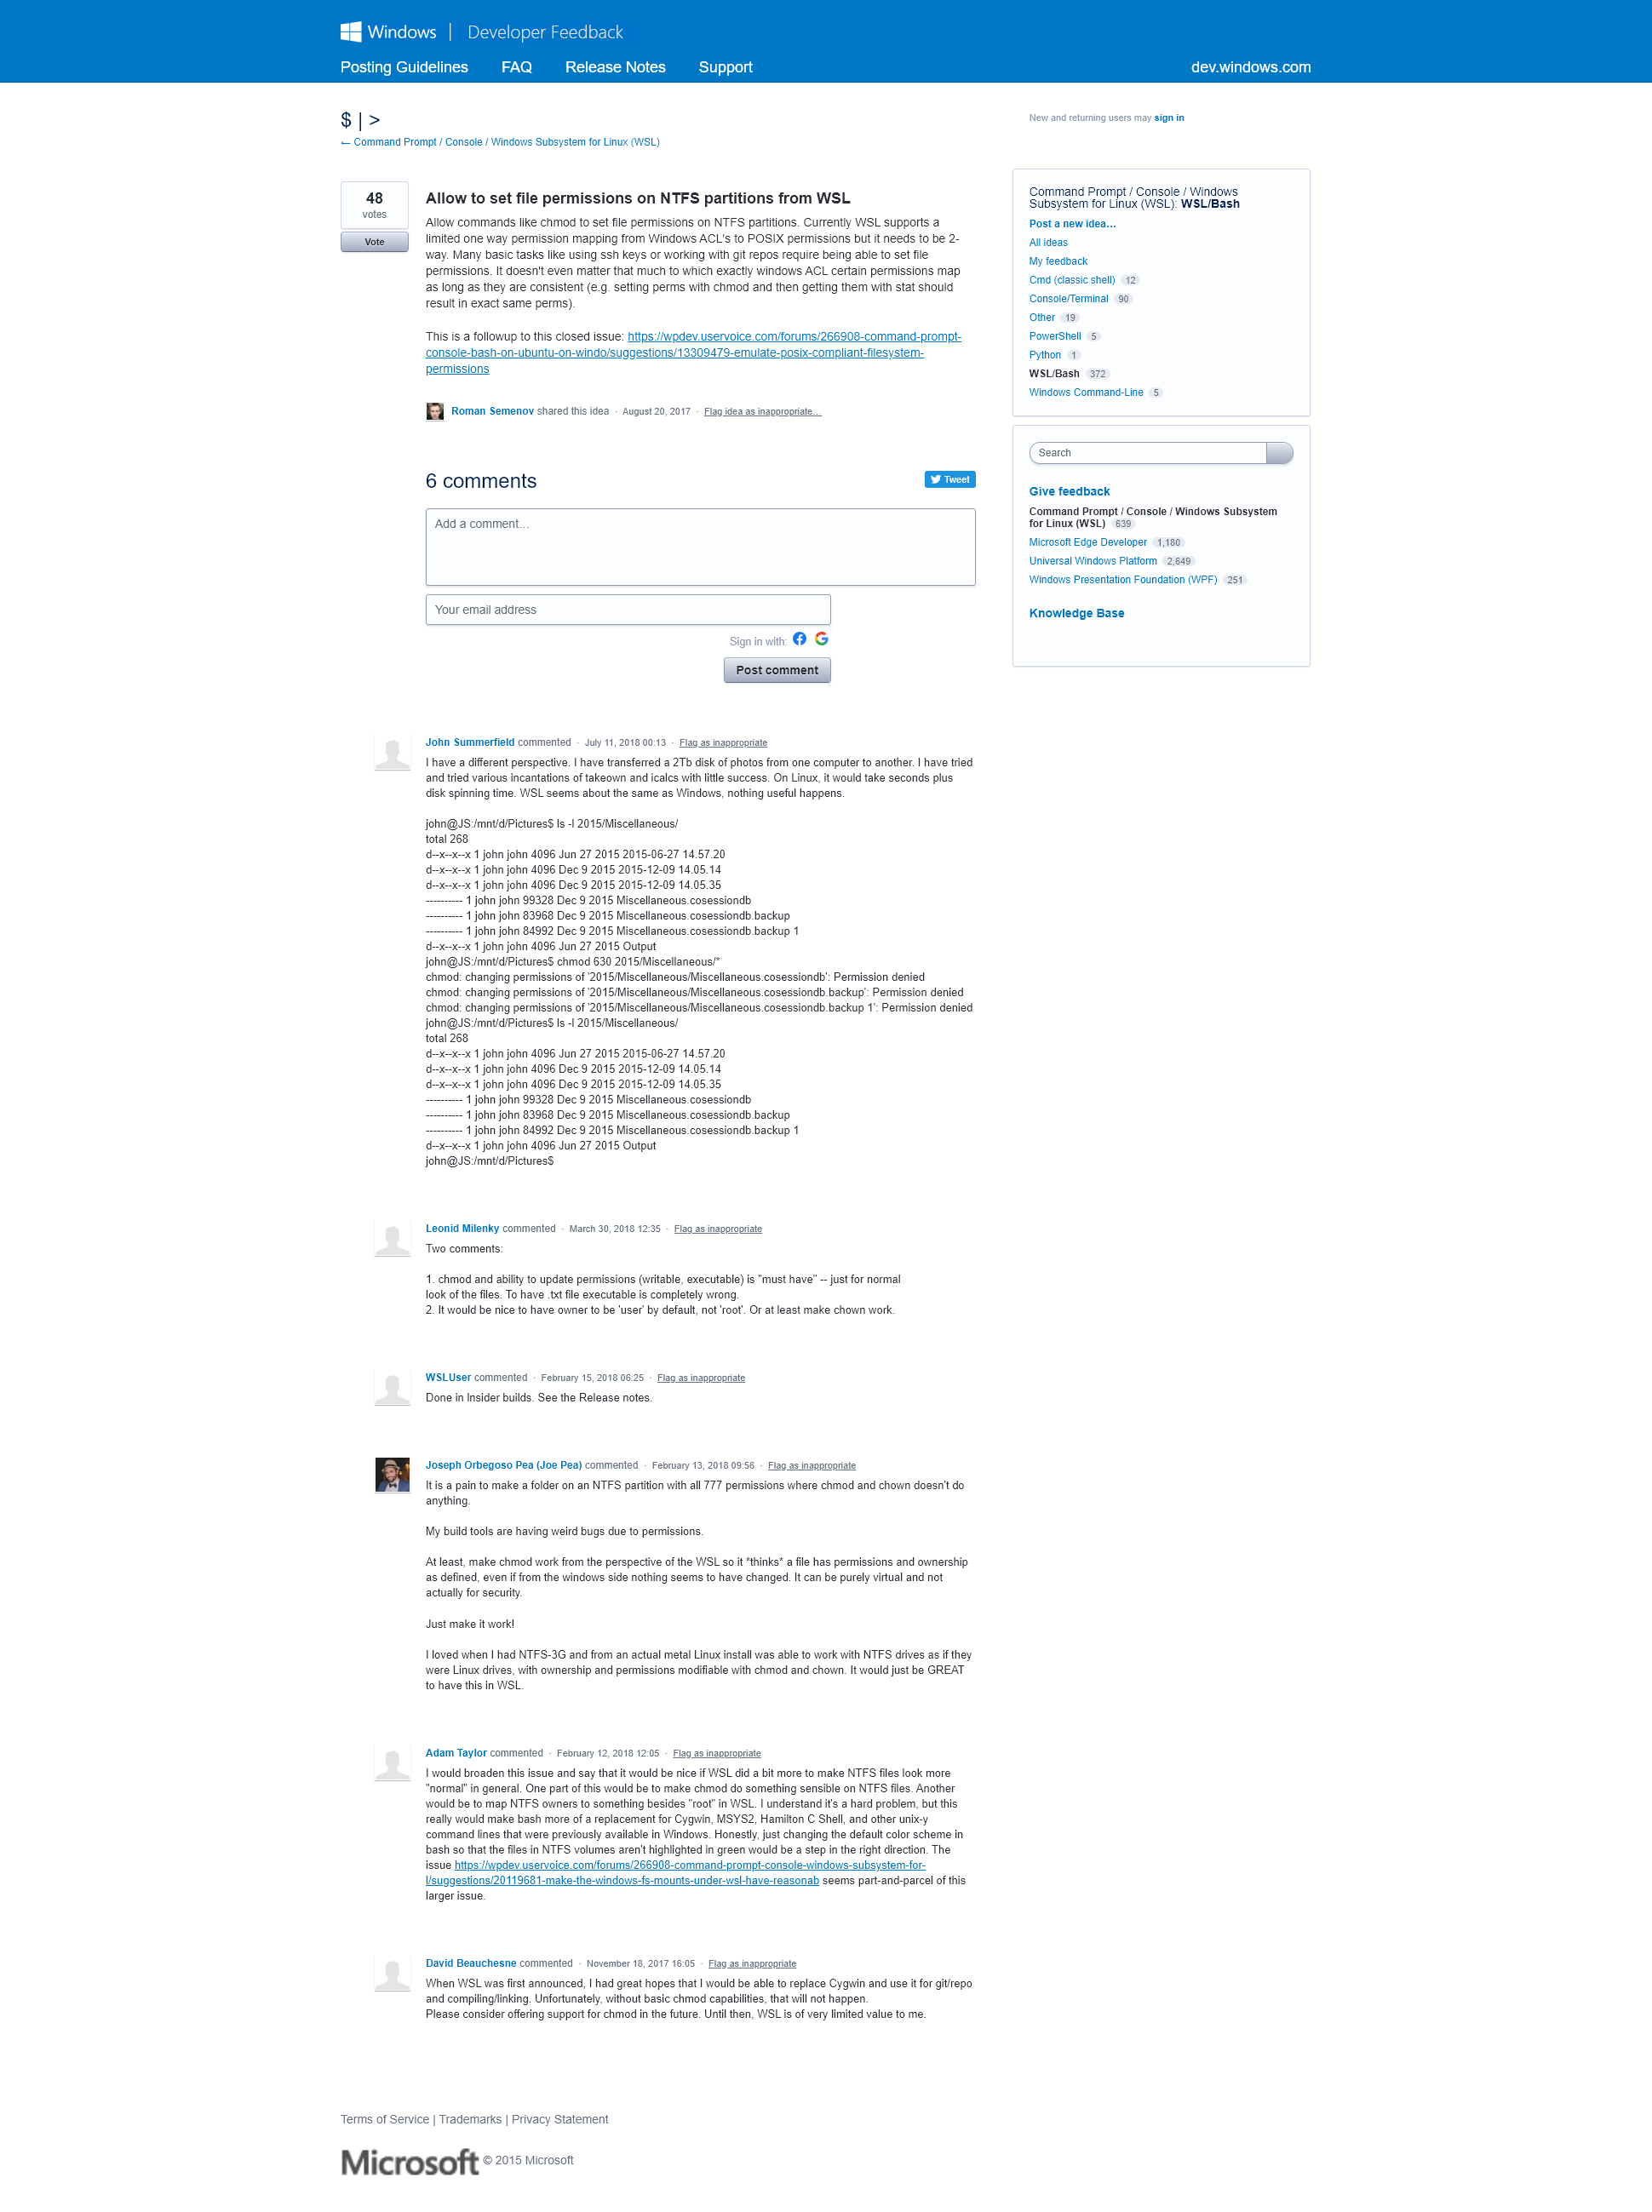 Windows | Developer Feedback
Posting Guidelines FAQ Release Notes Support dev.windows.com
$ | >
← Command Prompt / Console / Windows Subsystem for Linux (WSL)
New and returning users may sign in
48
votes
Vote
Allow to set file permissions on NTFS partitions from WSL
Allow commands like chmod to set file permissions on NTFS partitions. Currently WSL supports a
limited one way permission mapping from Windows ACL's to POSIX permissions but it needs to be 2-
way. Many basic tasks like using ssh keys or working with git repos require being able to set file
permissions. It doesn't even matter that much to which exactly windows ACL certain permissions map
as long as they are consistent (e.g. setting perms with chmod and then getting them with stat should
result in exact same perms).
This is a followup to this closed issue: https://wpdev.uservoice.com/forums/266908-command-prompt-
console-bash-on-ubuntu-on-windo/suggestions/13309479-emulate-posix-compliant-filesystem-
permissions
Roman Semenov shared this idea · August 20, 2017 · Flag idea as inappropriate…
6 comments
Tweet
Add a comment…
Your email address
Sign in with:
Post comment
John Summerfield commented · July 11, 2018 00:13 · Flag as inappropriate
I have a different perspective. I have transferred a 2Tb disk of photos from one computer to another. I have tried
and tried various incantations of takeown and icalcs with little success. On Linux, it would take seconds plus
disk spinning time. WSL seems about the same as Windows, nothing useful happens.
john@JS:/mnt/d/Pictures$ ls -l 2015/Miscellaneous/
total 268
d--x--x--x 1 john john 4096 Jun 27 2015 2015-06-27 14.57.20
d--x--x--x 1 john john 4096 Dec 9 2015 2015-12-09 14.05.14
d--x--x--x 1 john john 4096 Dec 9 2015 2015-12-09 14.05.35
---------- 1 john john 99328 Dec 9 2015 Miscellaneous.cosessiondb
---------- 1 john john 83968 Dec 9 2015 Miscellaneous.cosessiondb.backup
---------- 1 john john 84992 Dec 9 2015 Miscellaneous.cosessiondb.backup 1
d--x--x--x 1 john john 4096 Jun 27 2015 Output
john@JS:/mnt/d/Pictures$ chmod 630 2015/Miscellaneous/*
chmod: changing permissions of '2015/Miscellaneous/Miscellaneous.cosessiondb': Permission denied
chmod: changing permissions of '2015/Miscellaneous/Miscellaneous.cosessiondb.backup': Permission denied
chmod: changing permissions of '2015/Miscellaneous/Miscellaneous.cosessiondb.backup 1': Permission denied
john@JS:/mnt/d/Pictures$ ls -l 2015/Miscellaneous/
total 268
d--x--x--x 1 john john 4096 Jun 27 2015 2015-06-27 14.57.20
d--x--x--x 1 john john 4096 Dec 9 2015 2015-12-09 14.05.14
d--x--x--x 1 john john 4096 Dec 9 2015 2015-12-09 14.05.35
---------- 1 john john 99328 Dec 9 2015 Miscellaneous.cosessiondb
---------- 1 john john 83968 Dec 9 2015 Miscellaneous.cosessiondb.backup
---------- 1 john john 84992 Dec 9 2015 Miscellaneous.cosessiondb.backup 1
d--x--x--x 1 john john 4096 Jun 27 2015 Output
john@JS:/mnt/d/Pictures$
Leonid Milenky commented · March 30, 2018 12:35 · Flag as inappropriate
Two comments:
1. chmod and ability to update permissions (writable, executable) is "must have" -- just for normal
look of the files. To have .txt file executable is completely wrong.
2. It would be nice to have owner to be 'user' by default, not 'root'. Or at least make chown work.
WSLUser commented · February 15, 2018 06:25 · Flag as inappropriate
Done in Insider builds. See the Release notes.
Joseph Orbegoso Pea (Joe Pea) commented · February 13, 2018 09:56 · Flag as inappropriate
It is a pain to make a folder on an NTFS partition with all 777 permissions where chmod and chown doesn't do
anything.
My build tools are having weird bugs due to permissions.
At least, make chmod work from the perspective of the WSL so it *thinks* a file has permissions and ownership
as defined, even if from the windows side nothing seems to have changed. It can be purely virtual and not
actually for security.
Just make it work!
I loved when I had NTFS-3G and from an actual metal Linux install was able to work with NTFS drives as if they
were Linux drives, with ownership and permissions modifiable with chmod and chown. It would just be GREAT
to have this in WSL.
Adam Taylor commented · February 12, 2018 12:05 · Flag as inappropriate
I would broaden this issue and say that it would be nice if WSL did a bit more to make NTFS files look more
"normal" in general. One part of this would be to make chmod do something sensible on NTFS files. Another
would be to map NTFS owners to something besides "root" in WSL. I understand it's a hard problem, but this
really would make bash more of a replacement for Cygwin, MSYS2, Hamilton C Shell, and other unix-y
command lines that were previously available in Windows. Honestly, just changing the default color scheme in
bash so that the files in NTFS volumes aren't highlighted in green would be a step in the right direction. The
issue https://wpdev.uservoice.com/forums/266908-command-prompt-console-windows-subsystem-for-
l/suggestions/20119681-make-the-windows-fs-mounts-under-wsl-have-reasonab seems part-and-parcel of this
larger issue.
David Beauchesne commented · November 18, 2017 16:05 · Flag as inappropriate
When WSL was first announced, I had great hopes that I would be able to replace Cygwin and use it for git/repo
and compiling/linking. Unfortunately, without basic chmod capabilities, that will not happen.
Please consider offering support for chmod in the future. Until then, WSL is of very limited value to me.
Command Prompt / Console / Windows
Subsystem for Linux (WSL): WSL/Bash
Post a new idea…
All ideas
My feedback
Cmd (classic shell) 12
Console/Terminal 90
Other 19
PowerShell 5
Python 1
WSL/Bash 372
Windows Command-Line 5
Search
Give feedback
Command Prompt / Console / Windows Subsystem
for Linux (WSL) 639
Microsoft Edge Developer 1,180
Universal Windows Platform 2,649
Windows Presentation Foundation (WPF) 251
Knowledge Base
Terms of Service | Trademarks | Privacy Statement
Microsoft © 2015 Microsoft